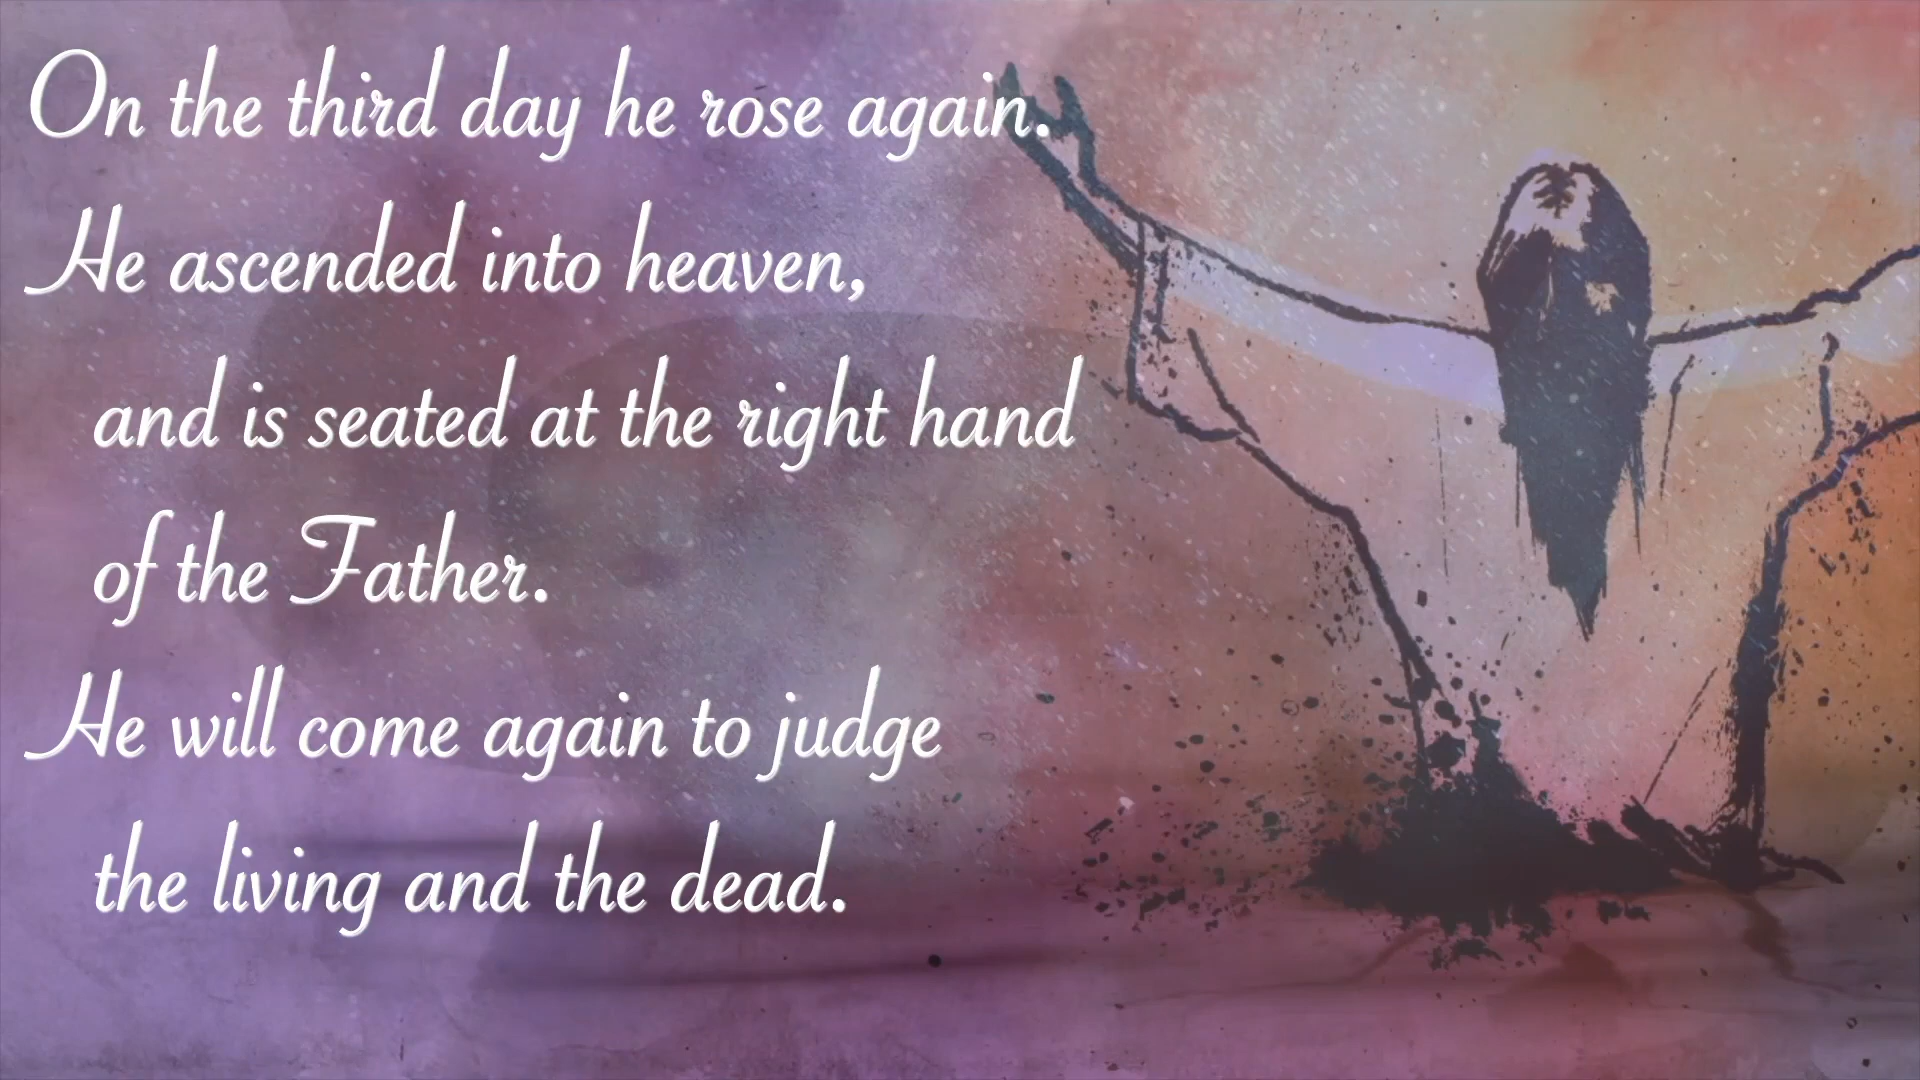 On the third day he rose again.
He ascended into heaven,
and is seated at the right hand
of the Father.
He will come again to judge
the living and the dead.